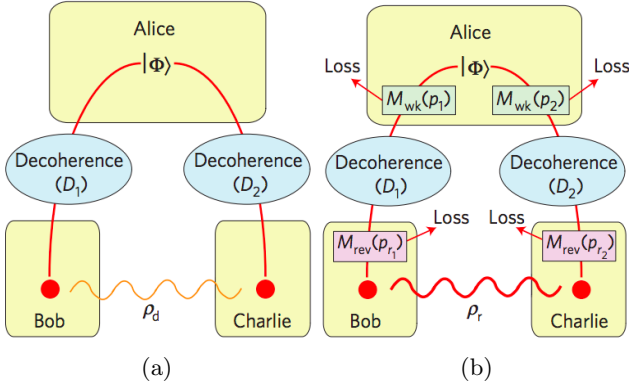 Alice
|Φ⟩
Decoherence
(D₁)
Decoherence
(D₂)
Bob
ρd
Charlie
(a)
Alice
Loss
|Φ⟩
Loss
Mwk(p₁)
Mwk(p₂)
Decoherence
(D₁)
Decoherence
(D₂)
Loss
Loss
Mrev(pr₁)
Mrev(pr₂)
Bob
ρr
Charlie
(b)